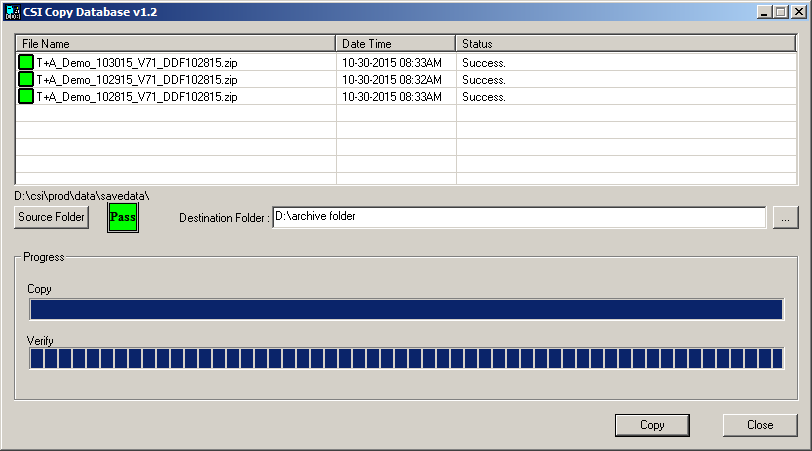 CSI Copy Database v1.2
File Name Date Time Status
T+A_Demo_103015_V71_DDF102815.zip 10-30-2015 08:33AM Success.
T+A_Demo_102915_V71_DDF102815.zip 10-30-2015 08:32AM Success.
T+A_Demo_102815_V71_DDF102815.zip 10-30-2015 08:33AM Success.
D:\csi\prod\data\savedata\
Source Folder Pass Destination Folder : D:\archive folder ...
Progress
Copy
Verify
Copy Close